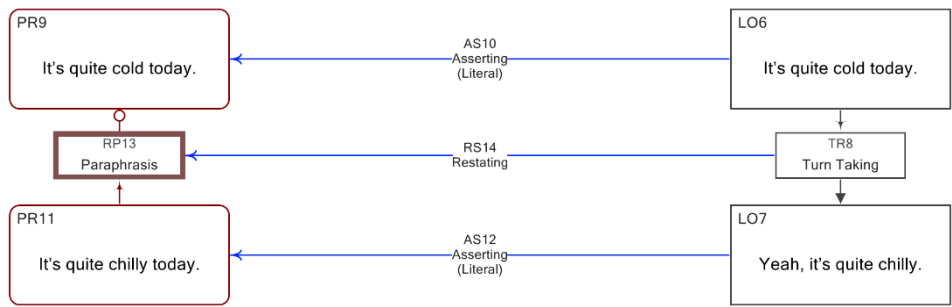 PR9
It's quite cold today.
AS10
Asserting
(Literal)
LO6
It's quite cold today.
RP13
Paraphrasis
RS14
Restating
TR8
Turn Taking
PR11
It's quite chilly today.
AS12
Asserting
(Literal)
LO7
Yeah, it's quite chilly.